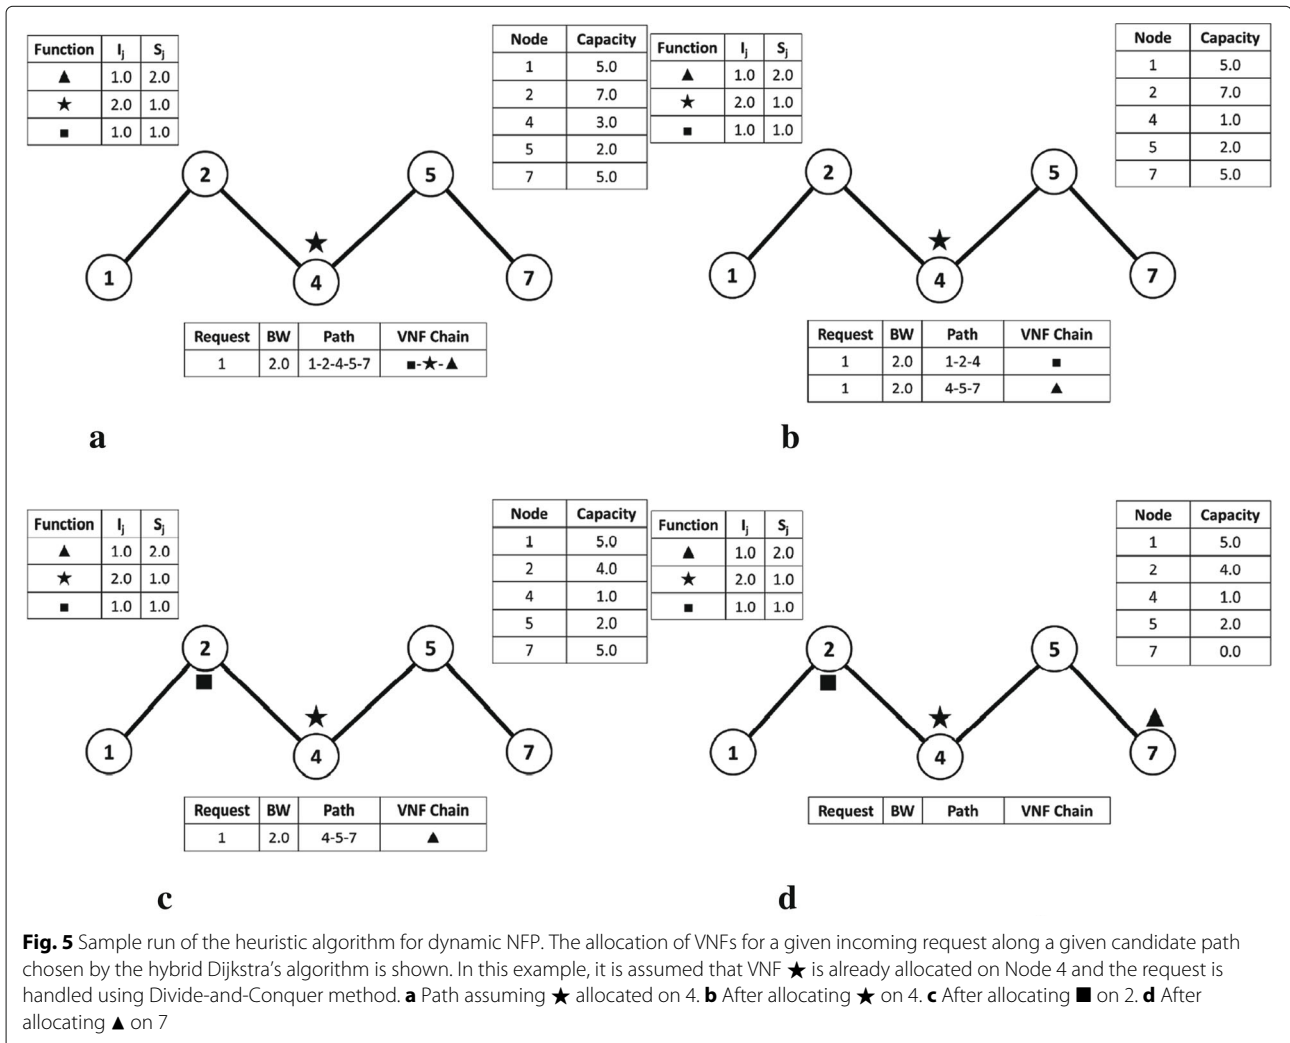 Function I_j S_j
▲ 1.0 2.0
★ 2.0 1.0
■ 1.0 1.0
Node Capacity
1 5.0
2 7.0
4 3.0
5 2.0
7 5.0
2
5
★
1
4
7
Request BW Path VNF Chain
1 2.0 1-2-4-5-7 ■-★-▲
a
Function I_j S_j
▲ 1.0 2.0
★ 2.0 1.0
■ 1.0 1.0
Node Capacity
1 5.0
2 7.0
4 1.0
5 2.0
7 5.0
2
5
★
1
4
7
Request BW Path VNF Chain
1 2.0 1-2-4 ■
1 2.0 4-5-7 ▲
b
Function I_j S_j
▲ 1.0 2.0
★ 2.0 1.0
■ 1.0 1.0
Node Capacity
1 5.0
2 4.0
4 1.0
5 2.0
7 5.0
2
5
■
★
1
4
7
Request BW Path VNF Chain
1 2.0 4-5-7 ▲
c
Function I_j S_j
▲ 1.0 2.0
★ 2.0 1.0
■ 1.0 1.0
Node Capacity
1 5.0
2 4.0
4 1.0
5 2.0
7 0.0
2
5
■
★
▲
1
4
7
Request BW Path VNF Chain
d
Fig. 5 Sample run of the heuristic algorithm for dynamic NFP. The allocation of VNFs for a given incoming request along a given candidate path
chosen by the hybrid Dijkstra's algorithm is shown. In this example, it is assumed that VNF ★ is already allocated on Node 4 and the request is
handled using Divide-and-Conquer method. a Path assuming ★ allocated on 4. b After allocating ★ on 4. c After allocating ■ on 2. d After
allocating ▲ on 7